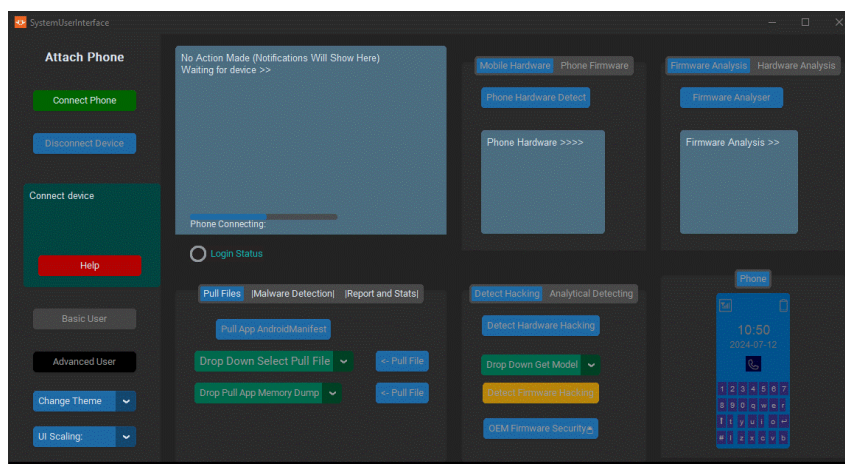 SystemUserInterface
Attach Phone
Connect Phone
Disconnect Device
Connect device
Help
Basic User
Advanced User
Change Theme
UI Scaling:
No Action Made (Notifications Will Show Here)
Waiting for device >>
Phone Connecting:
Login Status
Pull Files |Malware Detection| |Report and Stats|
Pull App AndroidManifest
Drop Down Select Pull File <- Pull File
Drop Pull App Memory Dump <- Pull File
Mobile Hardware Phone Firmware
Phone Hardware Detect
Phone Hardware >>>>
Detect Hacking Analytical Detecting
Detect Hardware Hacking
Drop Down Get Model
Detect Firmware Hacking
OEM Firmware Security
Firmware Analysis Hardware Analysis
Firmware Analyser
Firmware Analysis >>
Phone
10:50
2024-07-12
1 2 3 4 5 6 7
8 9 0 q w e r
t y u i o
# l z x c v b